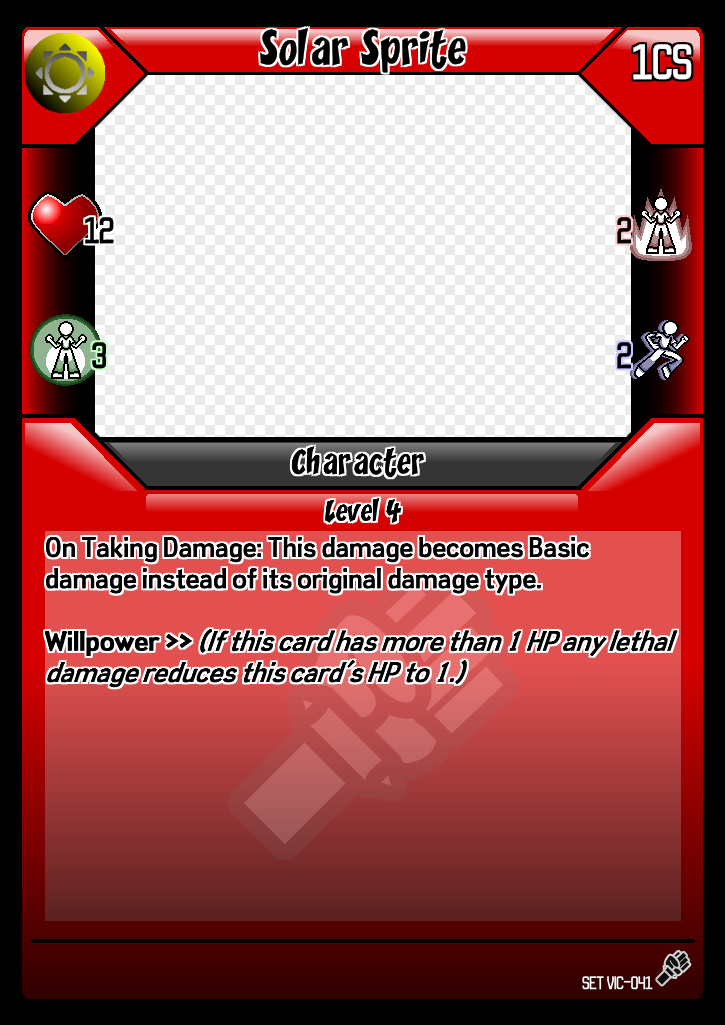 Solar Sprite
1CS
12
2
3
2
Character
Level 4
On Taking Damage: This damage becomes Basic
damage instead of its original damage type.
Willpower >> (If this card has more than 1 HP any lethal
damage reduces this card's HP to 1.)
SET VIC-041